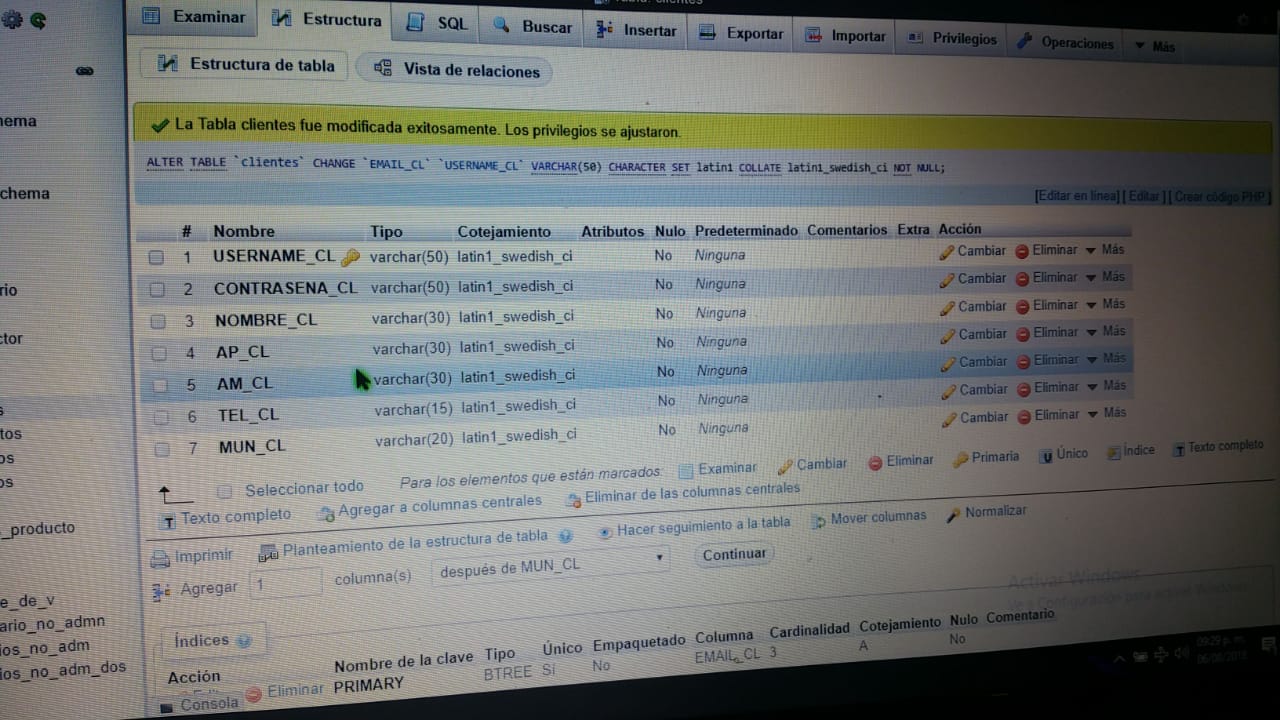 Examinar Estructura SQL Buscar Insertar Exportar Importar Privilegios Operaciones Más
Estructura de tabla Vista de relaciones
La Tabla clientes fue modificada exitosamente. Los privilegios se ajustaron.
ALTER TABLE `clientes` CHANGE `EMAIL_CL` `USERNAME_CL` VARCHAR(50) CHARACTER SET latin1 COLLATE latin1_swedish_ci NOT NULL;
[Editar en línea] [ Editar ] [ Crear código PHP ]
# Nombre Tipo Cotejamiento Atributos Nulo Predeterminado Comentarios Extra Acción
1 USERNAME_CL varchar(50) latin1_swedish_ci No Ninguna Cambiar Eliminar Más
2 CONTRASENA_CL varchar(50) latin1_swedish_ci No Ninguna Cambiar Eliminar Más
3 NOMBRE_CL varchar(30) latin1_swedish_ci No Ninguna Cambiar Eliminar Más
4 AP_CL varchar(30) latin1_swedish_ci No Ninguna Cambiar Eliminar Más
5 AM_CL varchar(30) latin1_swedish_ci No Ninguna Cambiar Eliminar Más
6 TEL_CL varchar(15) latin1_swedish_ci No Ninguna Cambiar Eliminar Más
7 MUN_CL varchar(20) latin1_swedish_ci No Ninguna Cambiar Eliminar Más
Seleccionar todo Para los elementos que están marcados: Examinar Cambiar Eliminar Primaria Único Índice Texto completo
Texto completo Agregar a columnas centrales Eliminar de las columnas centrales
Imprimir Planteamiento de la estructura de tabla Hacer seguimiento a la tabla Mover columnas Normalizar
Agregar 1 columna(s) después de MUN_CL Continuar
Activar Windows
Ve a Configuración para activar Windows.
Índices
Acción Nombre de la clave Tipo Único Empaquetado Columna Cardinalidad Cotejamiento Nulo Comentario
Eliminar PRIMARY BTREE Sí No EMAIL_CL 3 A No
Consola
hema
chema
rio
ctor
s
tos
os
os
_producto
e_de_v
ario_no_admn
ios_no_adm
ios_no_adm_dos
09:29 p. m.
06/08/2018